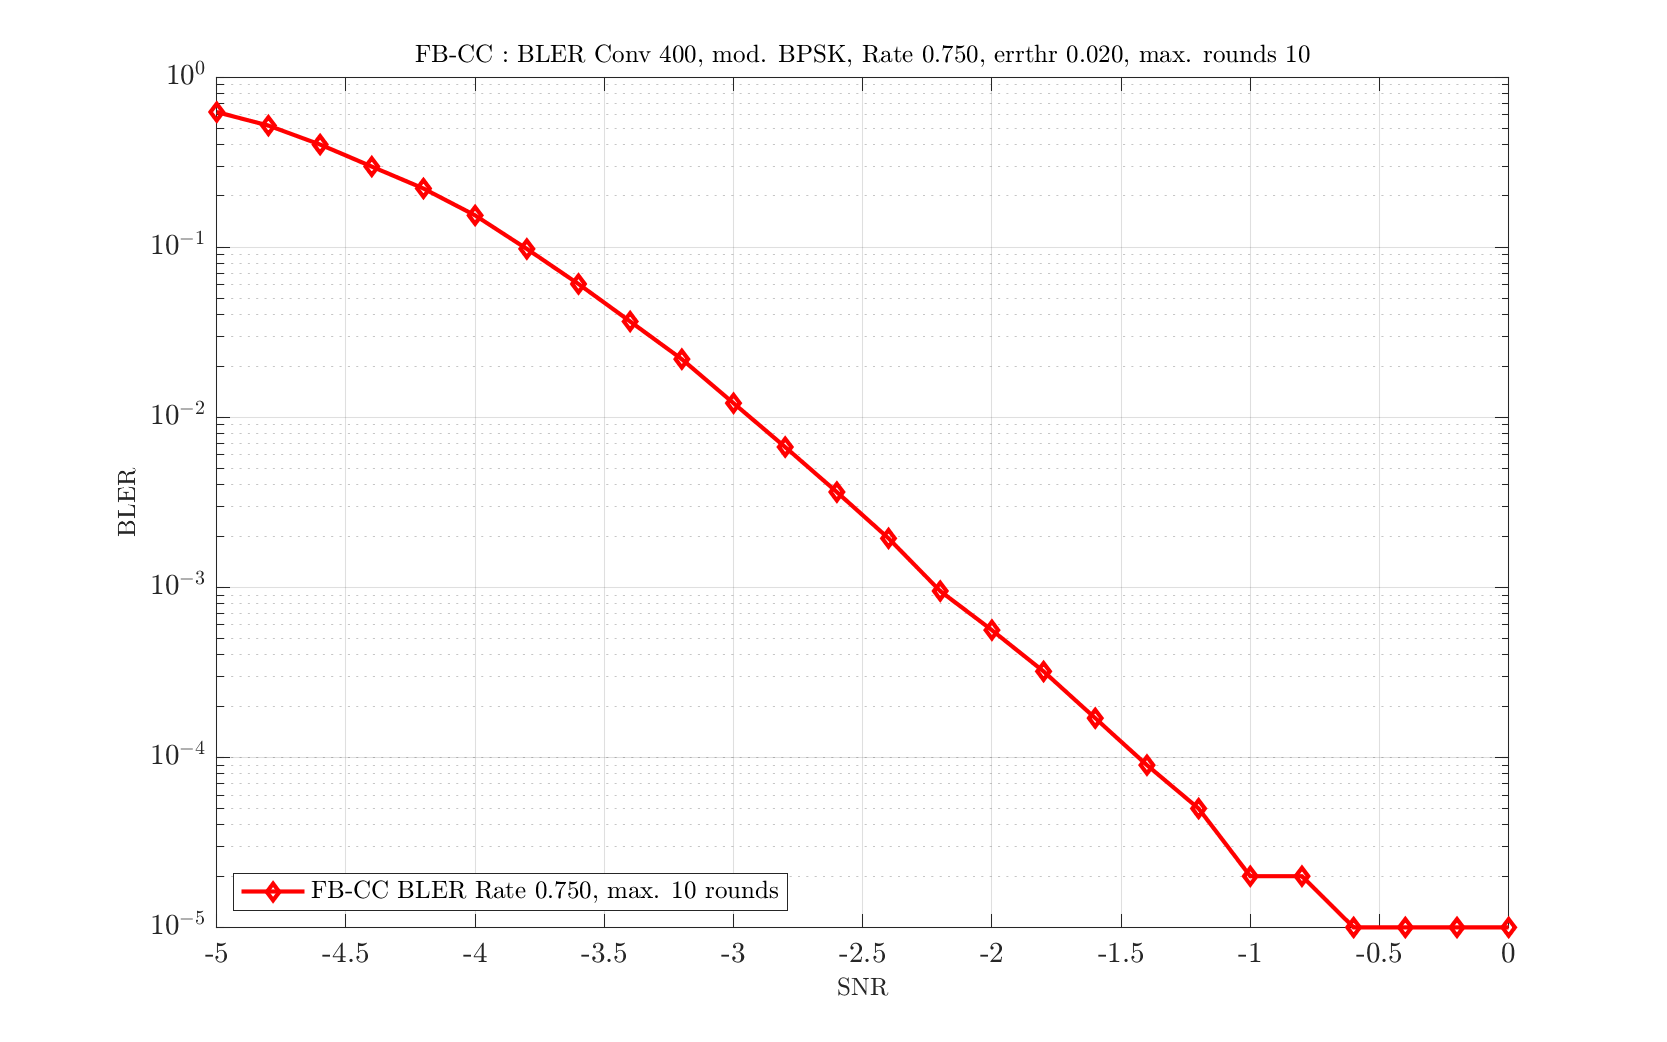 FB-CC : BLER Conv 400, mod. BPSK, Rate 0.750, errthr 0.020, max. rounds 10
10^0
10^-1
10^-2
10^-3
10^-4
10^-5
BLER
FB-CC BLER Rate 0.750, max. 10 rounds
-5 -4.5 -4 -3.5 -3 -2.5 -2 -1.5 -1 -0.5 0
SNR